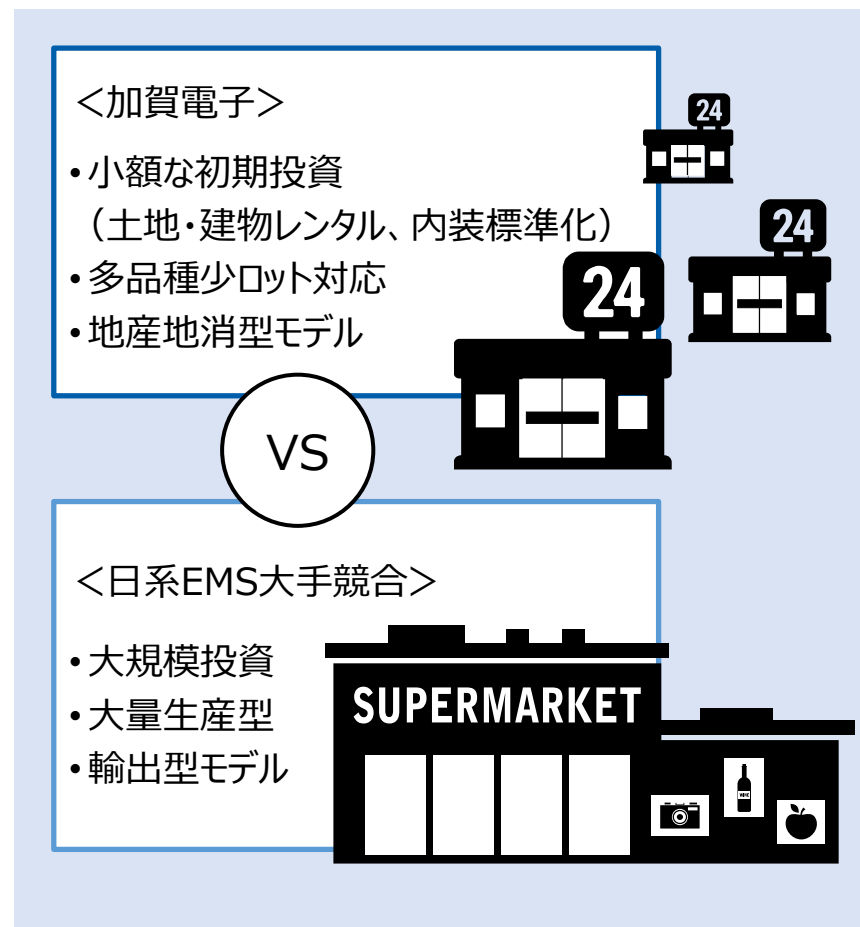 ＜加賀電子＞
•小額な初期投資
（土地・建物レンタル、内装標準化）
•多品種少ロット対応
•地産地消型モデル
24
24
24
VS
＜日系EMS大手競合＞
•大規模投資
•大量生産型
•輸出型モデル
SUPERMARKET